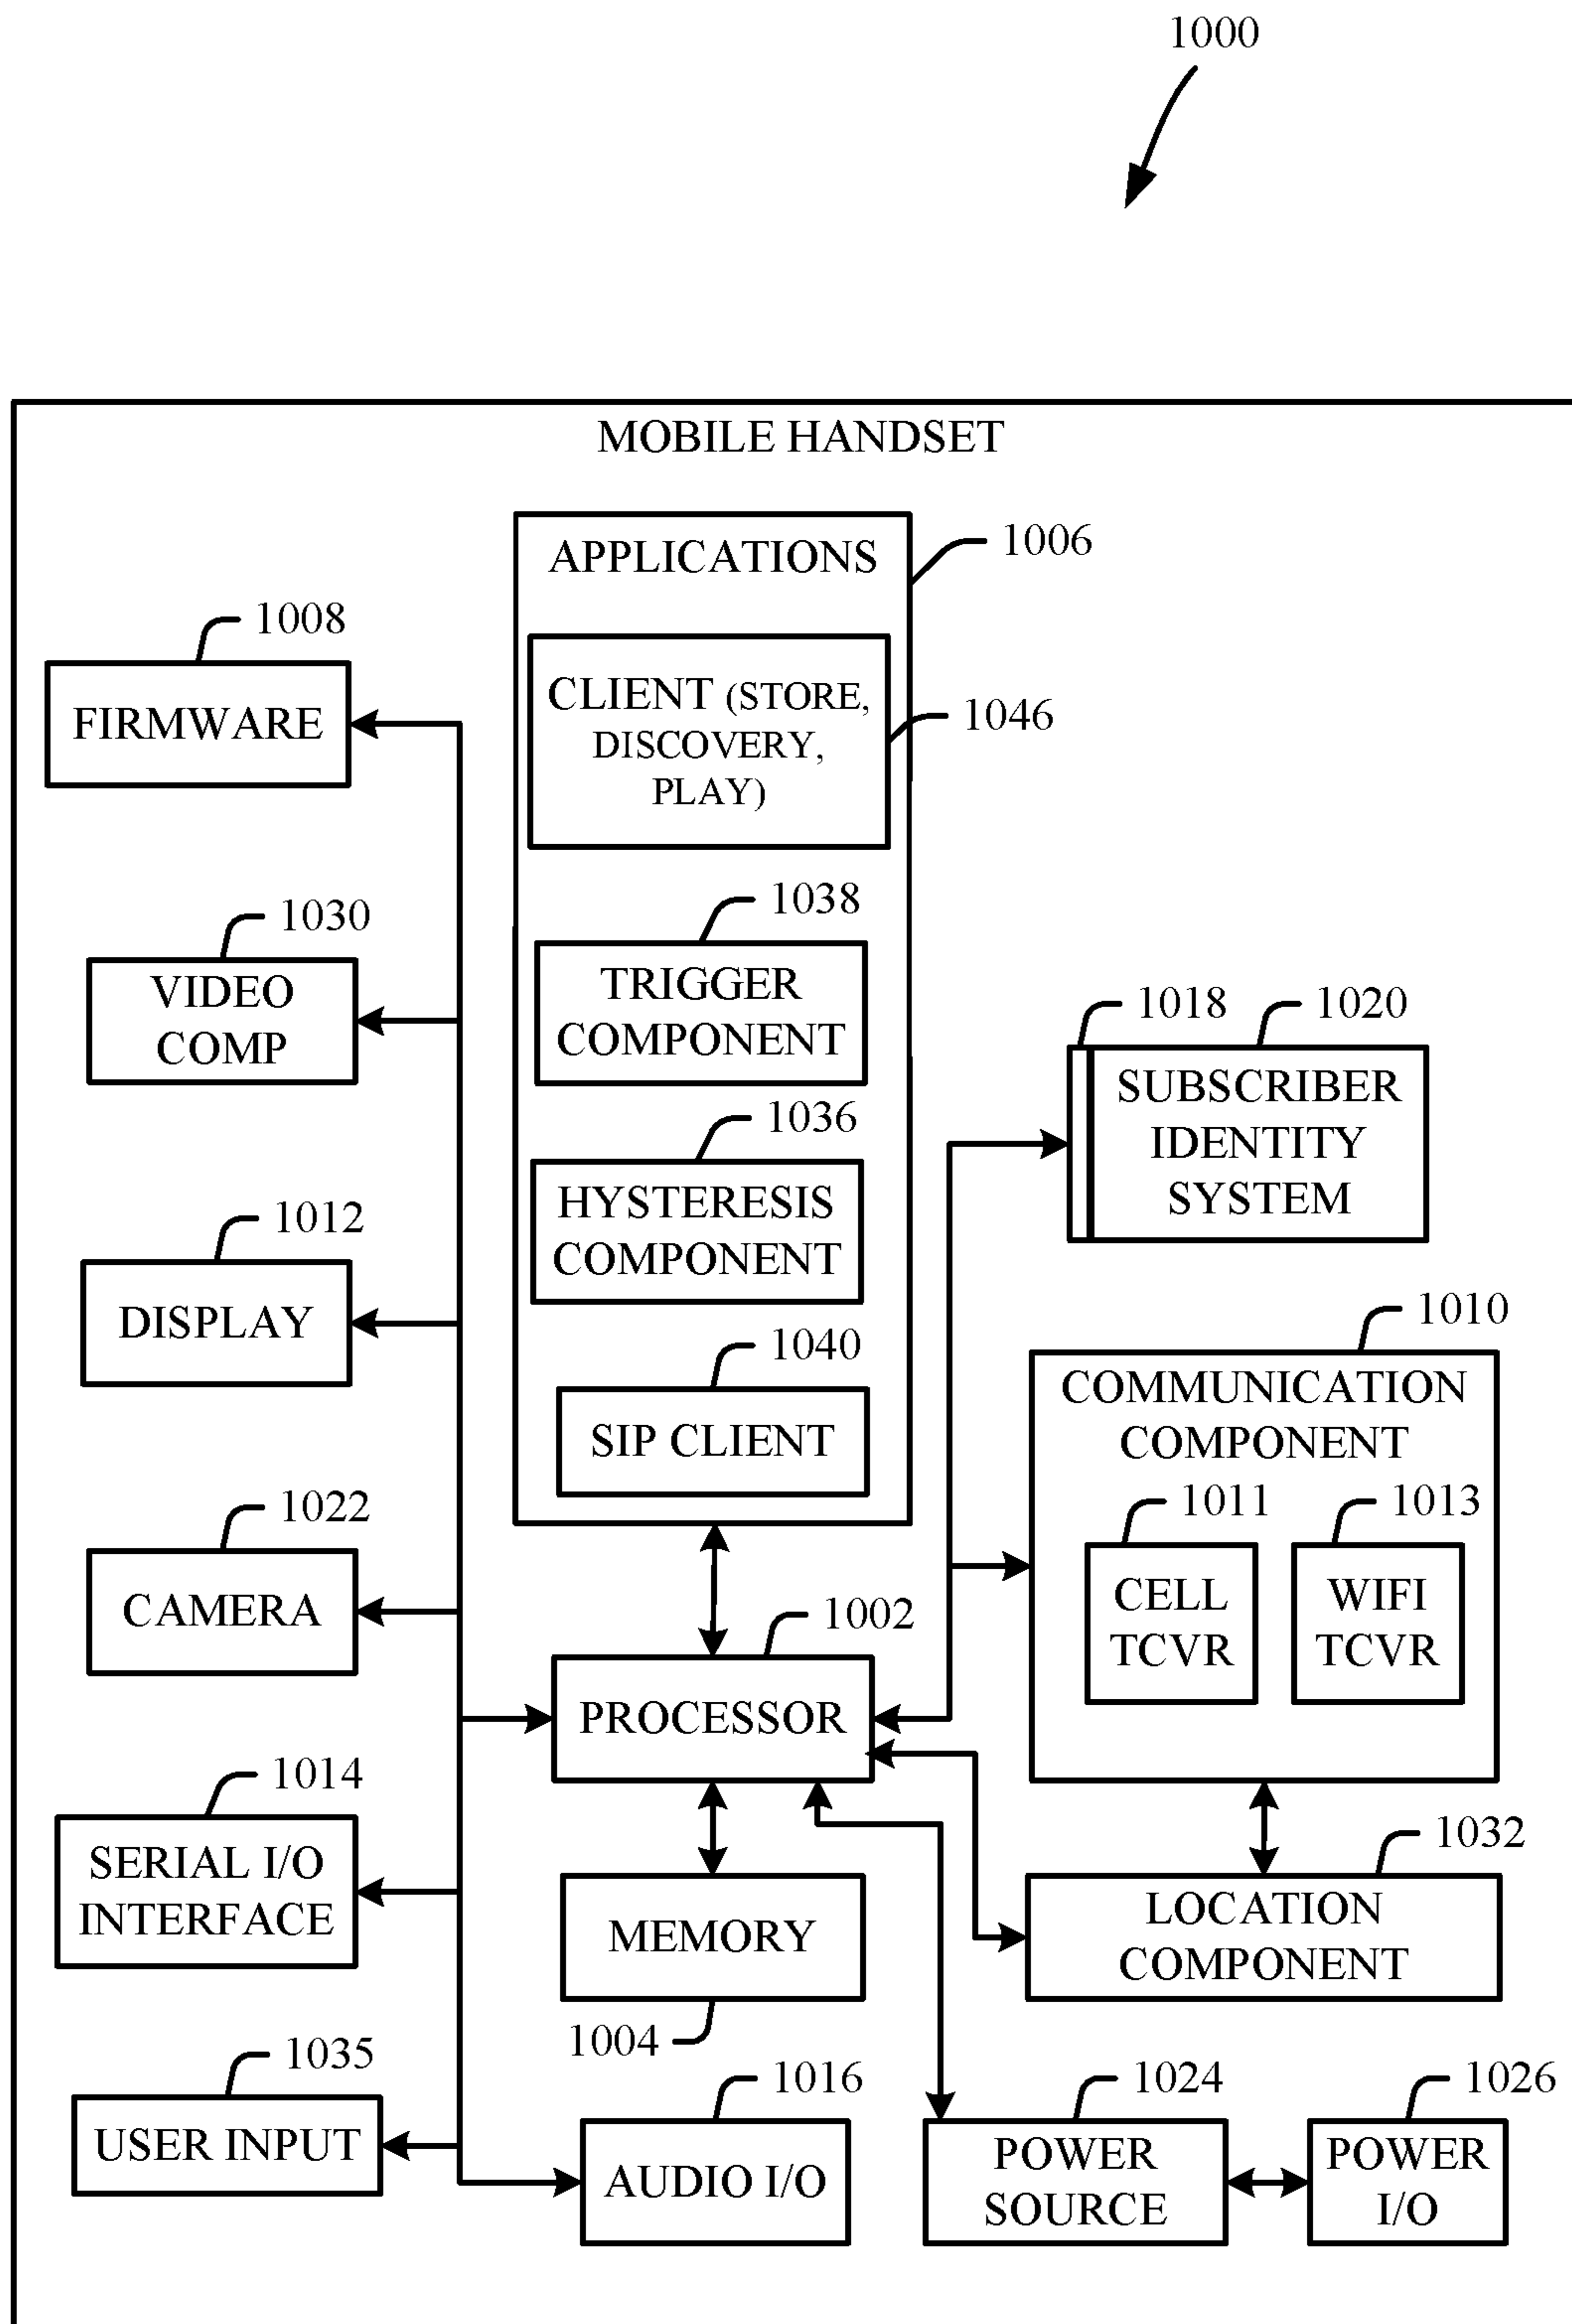 1000
MOBILE HANDSET
APPLICATIONS
1006
1008
FIRMWARE
CLIENT (STORE,
DISCOVERY,
PLAY)
1046
1030
VIDEO
COMP
1038
TRIGGER
COMPONENT
1018
1020
SUBSCRIBER
IDENTITY
SYSTEM
1036
HYSTERESIS
COMPONENT
1012
DISPLAY
1040
SIP CLIENT
1010
COMMUNICATION
COMPONENT
1011
CELL
TCVR
1013
WIFI
TCVR
1022
CAMERA
1002
PROCESSOR
1014
SERIAL I/O
INTERFACE
MEMORY
1004
1032
LOCATION
COMPONENT
1035
USER INPUT
1016
AUDIO I/O
1024
POWER
SOURCE
1026
POWER
I/O